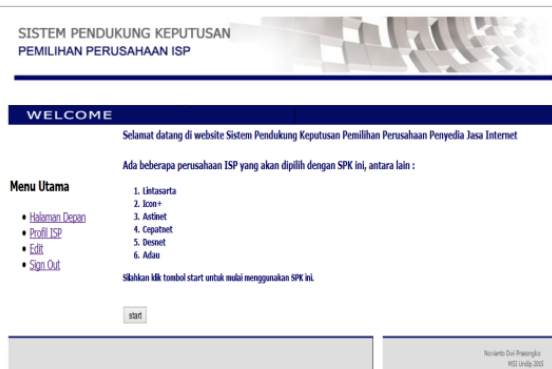 SISTEM PENDUKUNG KEPUTUSAN
PEMILIHAN PERUSAHAAN ISP
WELCOME
Selamat datang di website Sistem Pendukung Keputusan Pemilihan Perusahaan Penyedia Jasa Internet
Ada beberapa perusahaan ISP yang akan dipilih dengan SPK ini, antara lain :
Menu Utama
• Halaman Depan
• Profil ISP
• Edit
• Sign Out
1. Lintasarta
2. Icon+
3. Astinet
4. Cepatnet
5. Desnet
6. Adau
Silahkan klik tombol start untuk mulai menggunakan SPK ini.
start
Novianto Dwi Prasongko
MSI Undip 2015